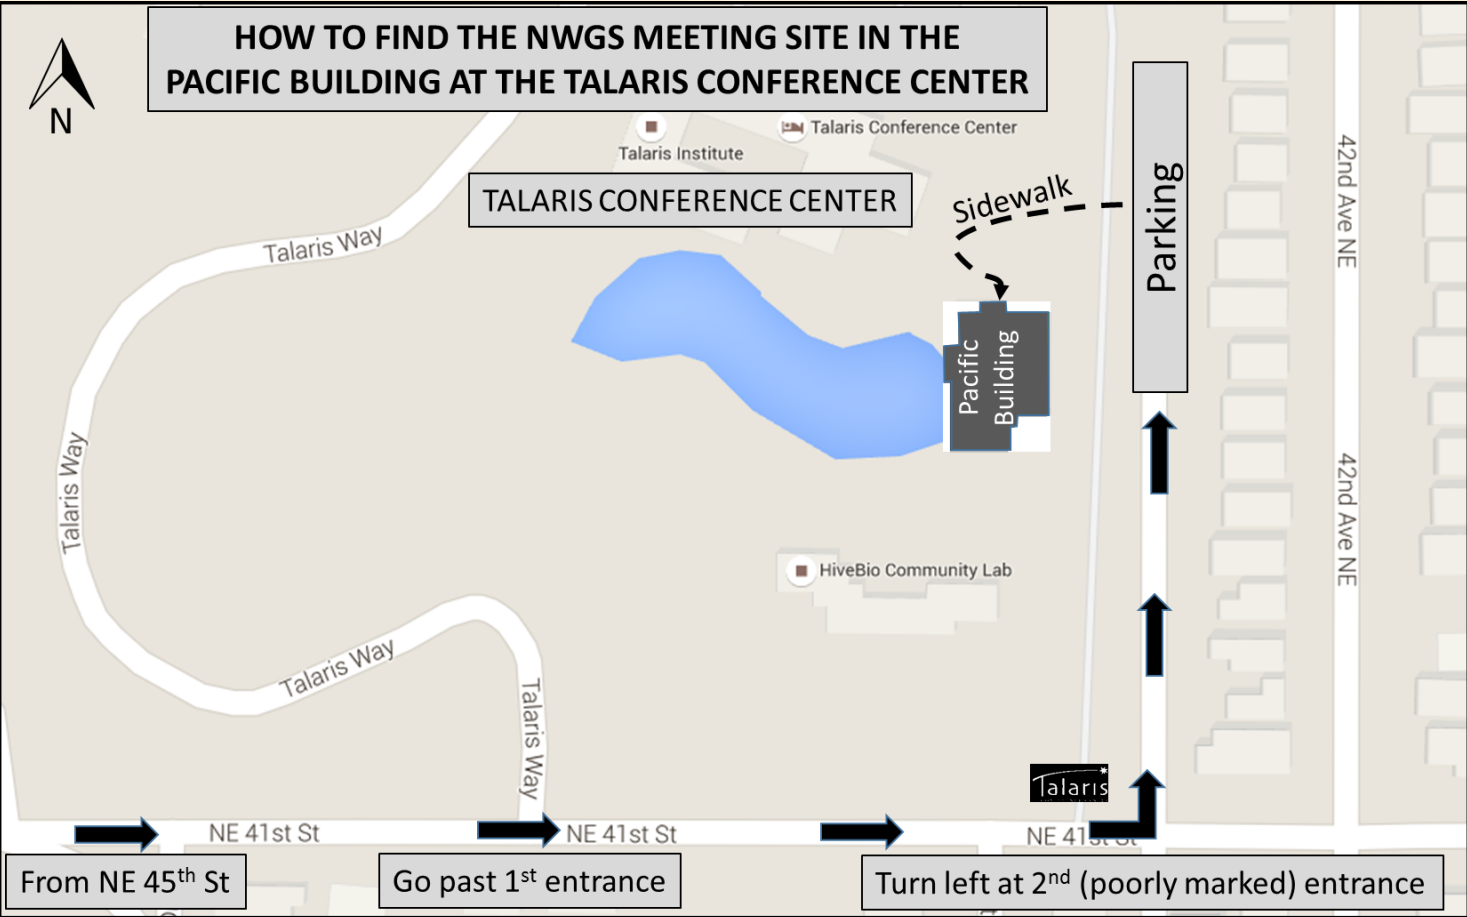 HOW TO FIND THE NWGS MEETING SITE IN THE
PACIFIC BUILDING AT THE TALARIS CONFERENCE CENTER
N
Talaris Institute
Talaris Conference Center
TALARIS CONFERENCE CENTER
Sidewalk
Parking
42nd Ave NE
Talaris Way
Pacific
Building
Talaris Way
42nd Ave NE
HiveBio Community Lab
Talaris Way
Talaris Way
Talaris
NE 41st St
NE 41st St
NE 41st St
From NE 45th St
Go past 1st entrance
Turn left at 2nd (poorly marked) entrance